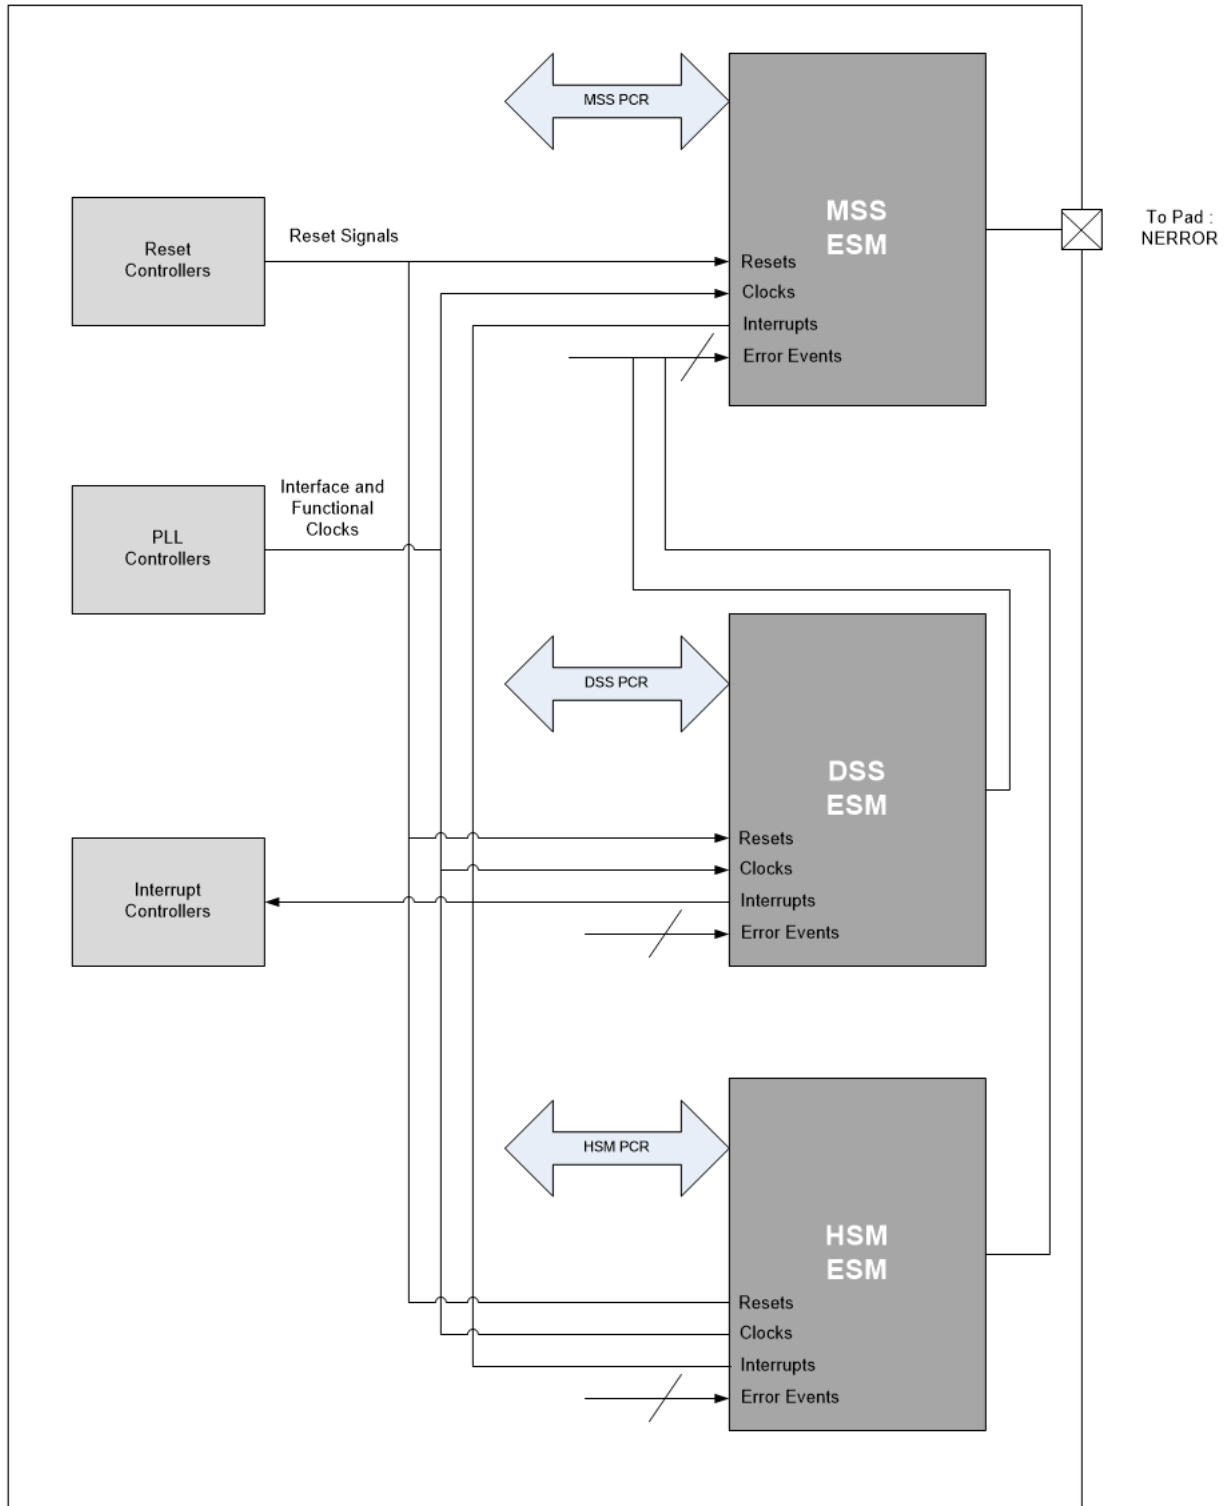 MSS PCR
MSS
ESM
To Pad :
NERROR
Reset
Controllers
Reset Signals
Resets
Clocks
Interrupts
Error Events
Interface and
Functional
Clocks
PLL
Controllers
DSS PCR
DSS
ESM
Resets
Clocks
Interrupts
Error Events
Interrupt
Controllers
HSM PCR
HSM
ESM
Resets
Clocks
Interrupts
Error Events